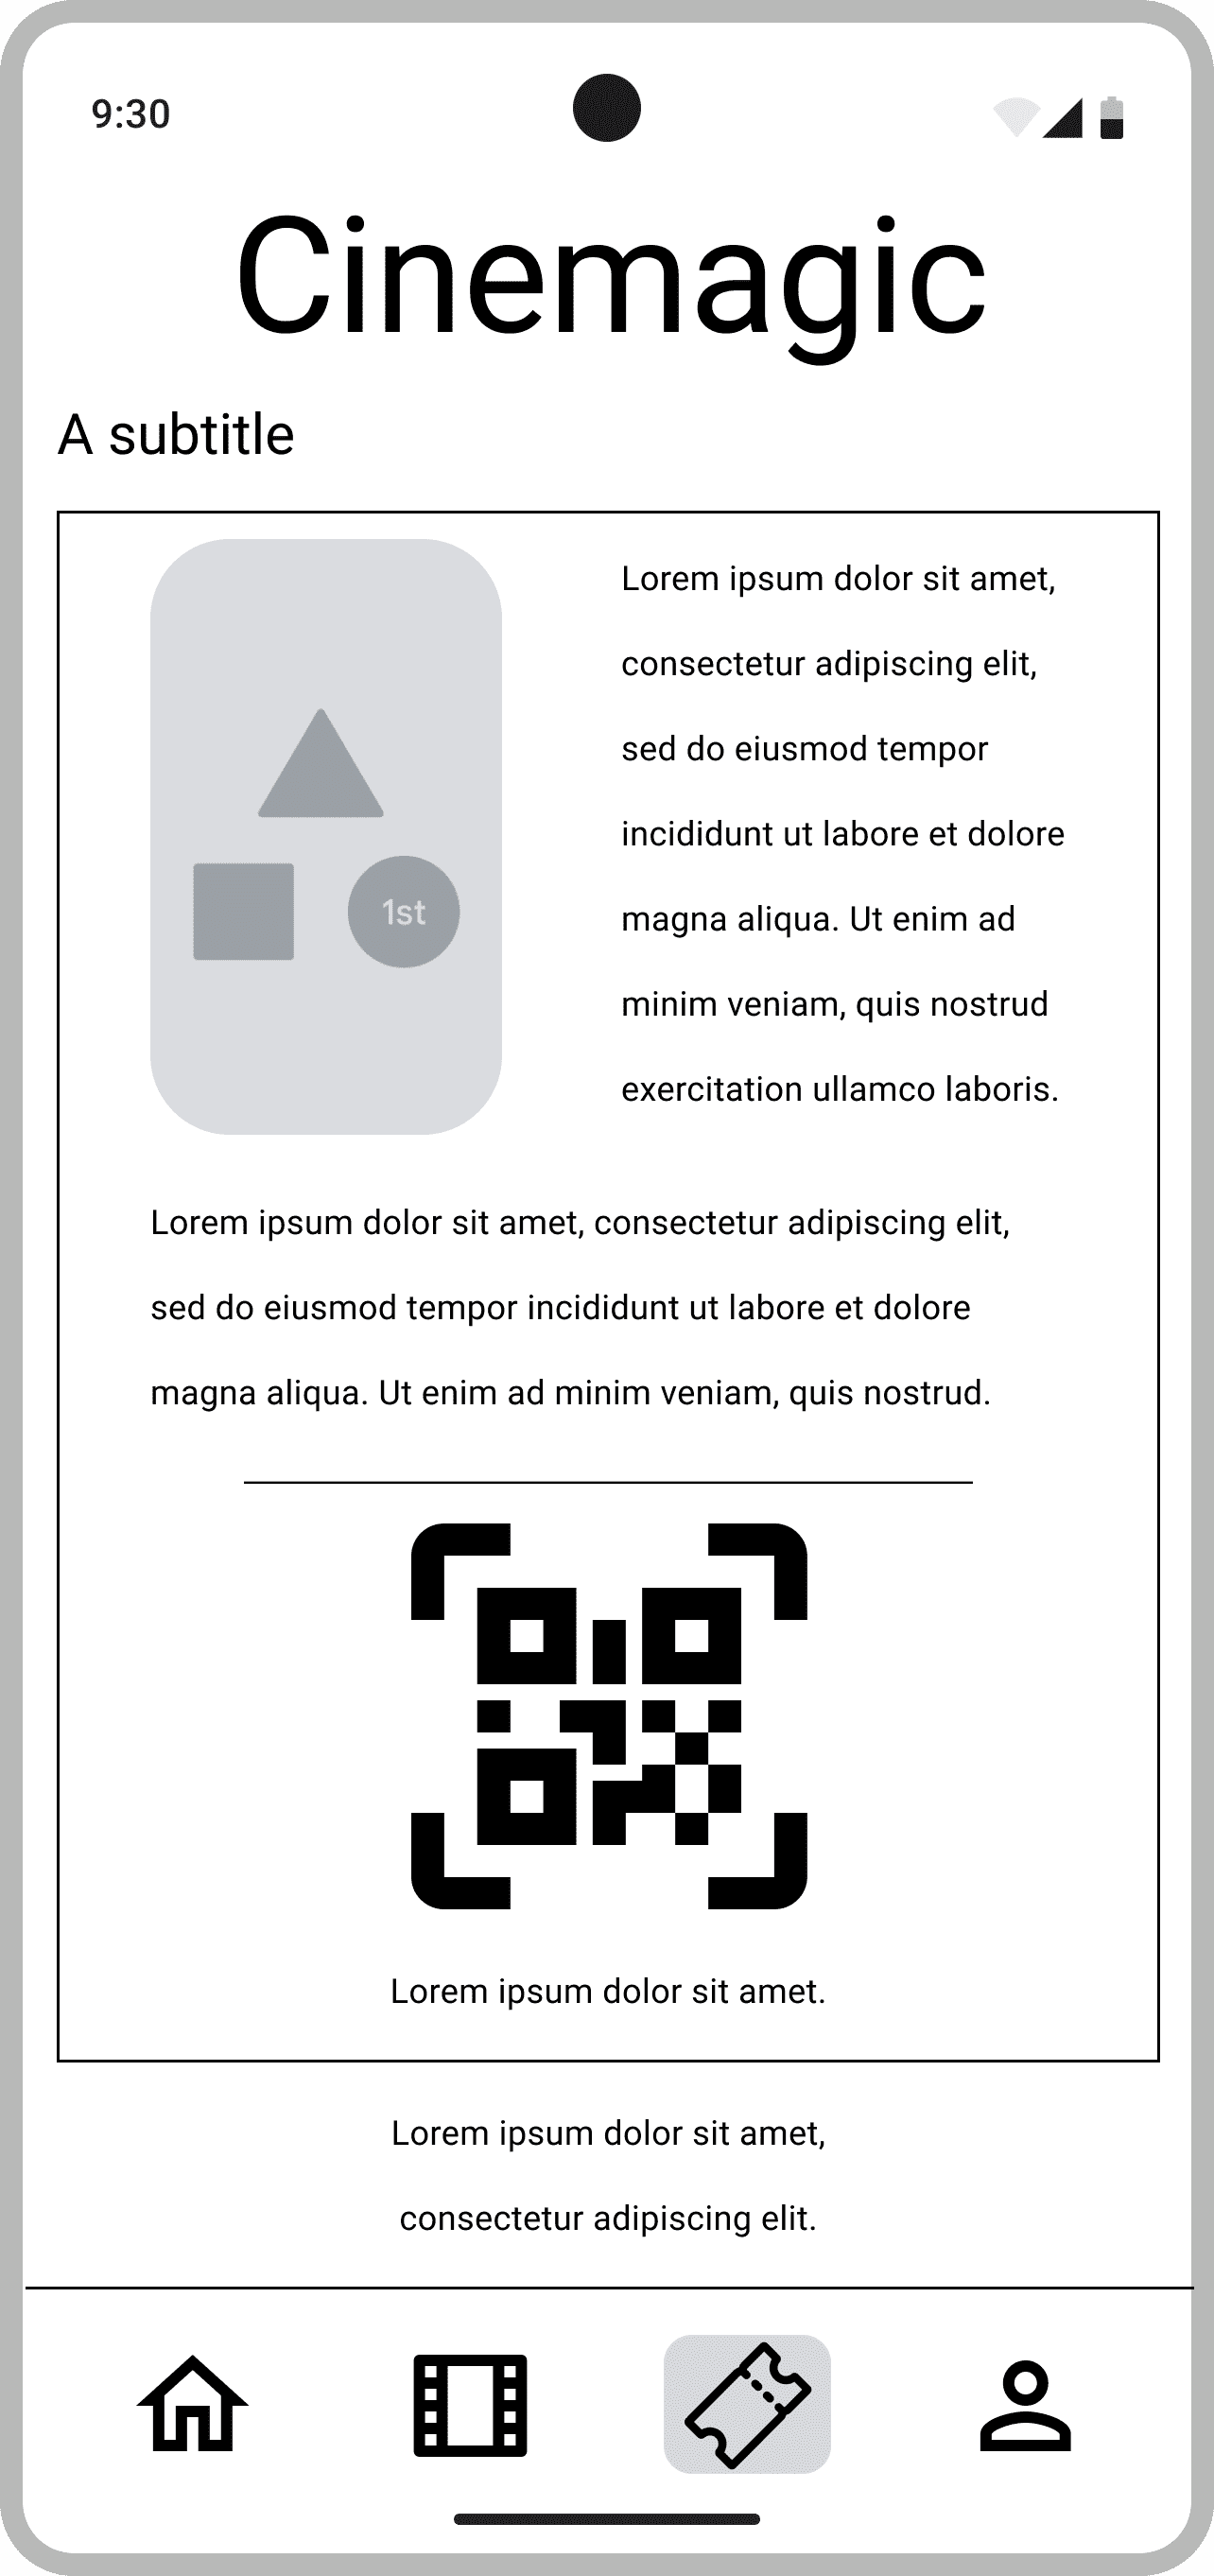 9:30
Cinemagic
A subtitle
Lorem ipsum dolor sit amet,
consectetur adipiscing elit,
sed do eiusmod tempor
incididunt ut labore et dolore
magna aliqua. Ut enim ad
minim veniam, quis nostrud
exercitation ullamco laboris.
1st
Lorem ipsum dolor sit amet, consectetur adipiscing elit,
sed do eiusmod tempor incididunt ut labore et dolore
magna aliqua. Ut enim ad minim veniam, quis nostrud.
Lorem ipsum dolor sit amet.
Lorem ipsum dolor sit amet,
consectetur adipiscing elit.